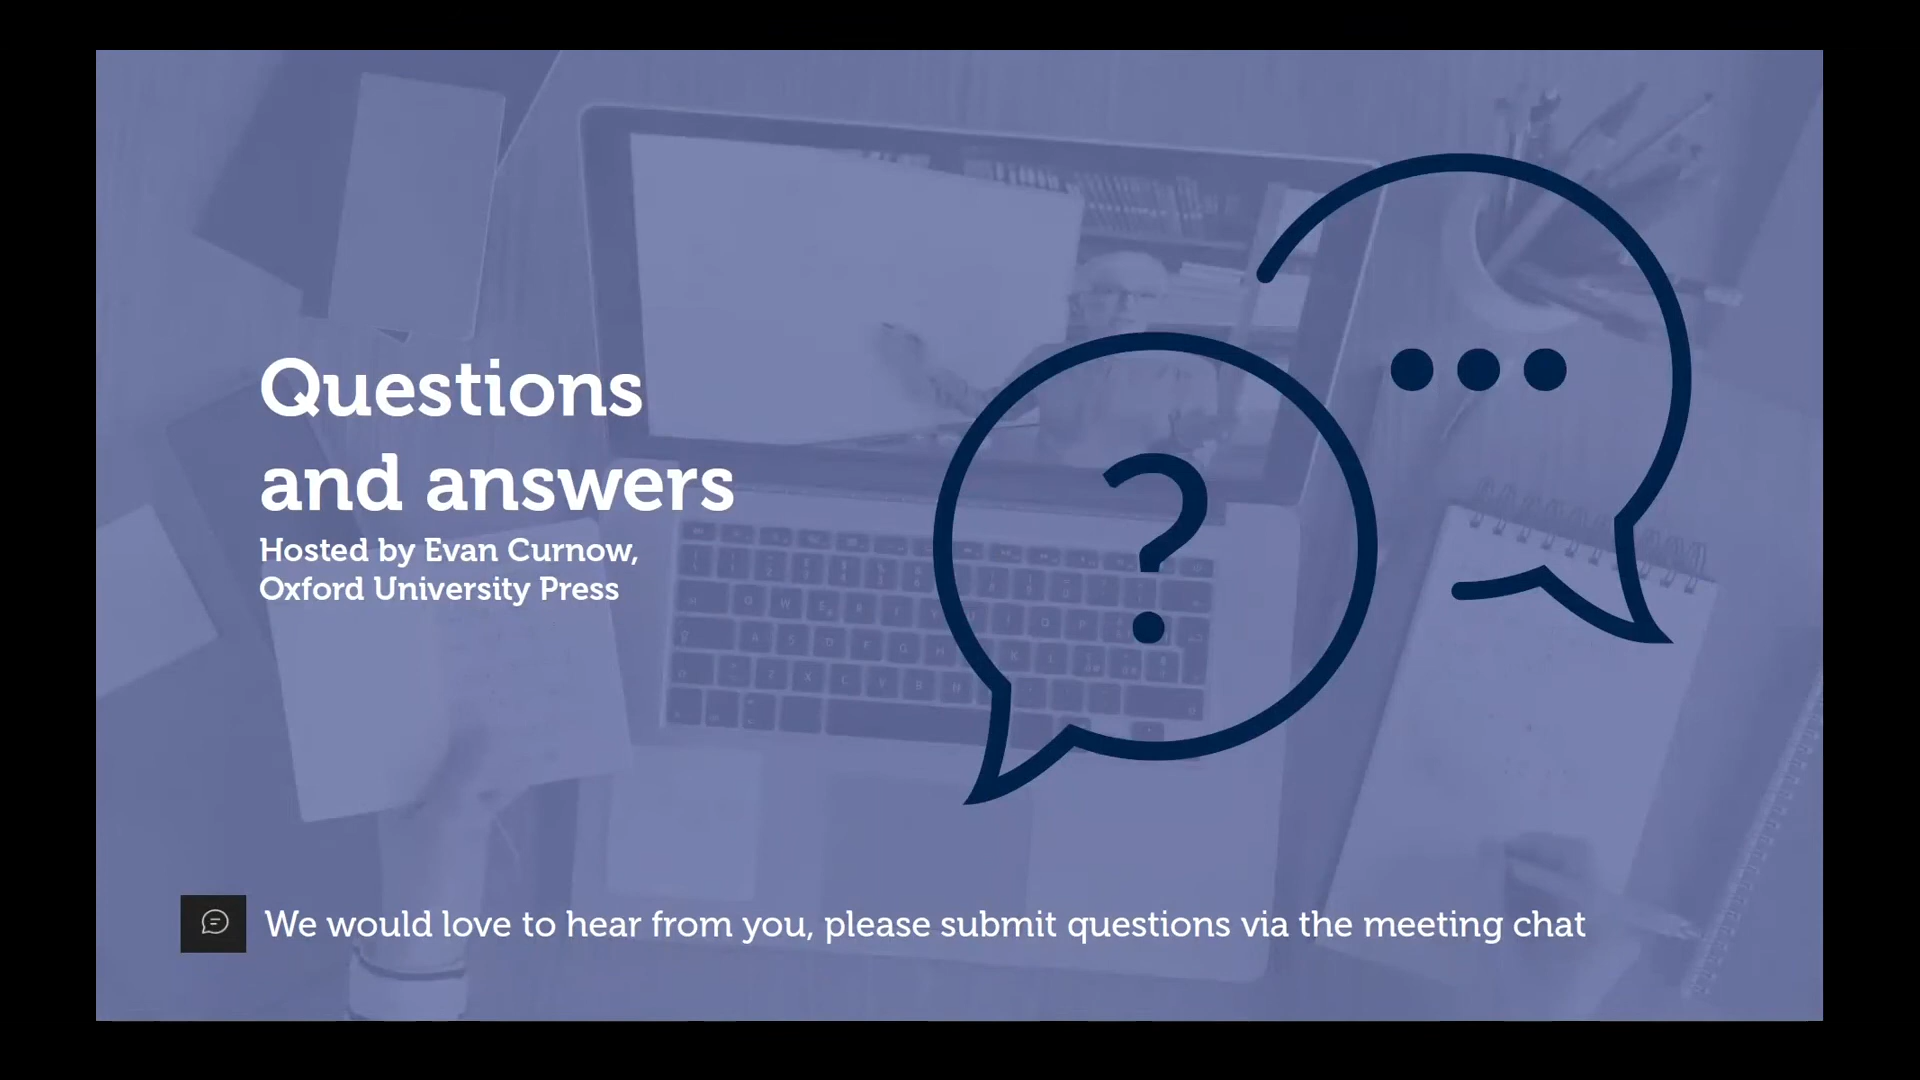 Questions
and answers
Hosted by Evan Curnow,
Oxford University Press
?
We would love to hear from you, please submit questions via the meeting chat